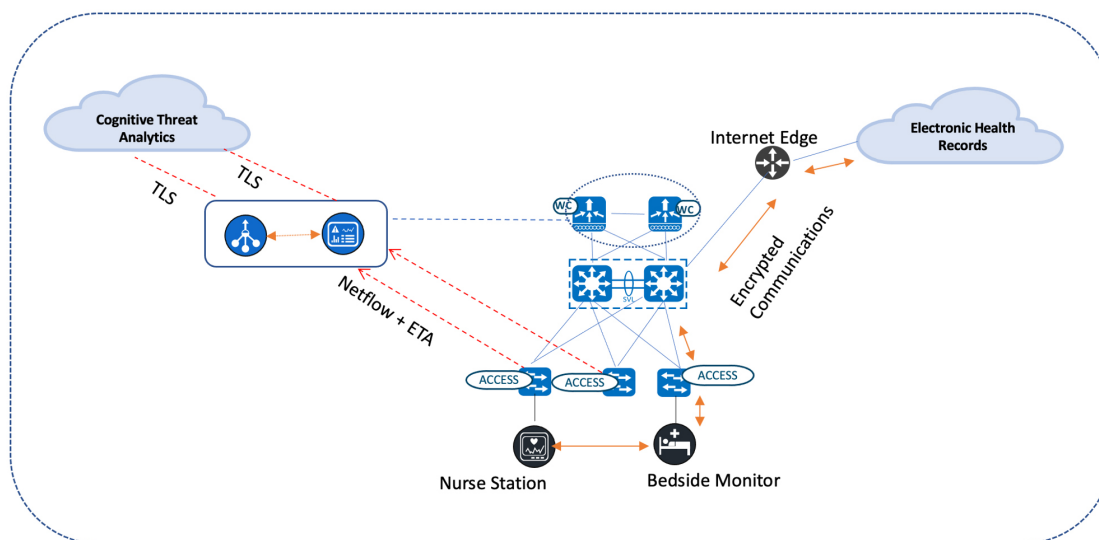 Cognitive Threat
Analytics
Internet Edge
Electronic Health
Records
TLS
TLS
WC
WC
Encrypted
Communications
SVL
Netflow + ETA
ACCESS
ACCESS
ACCESS
Nurse Station
Bedside Monitor